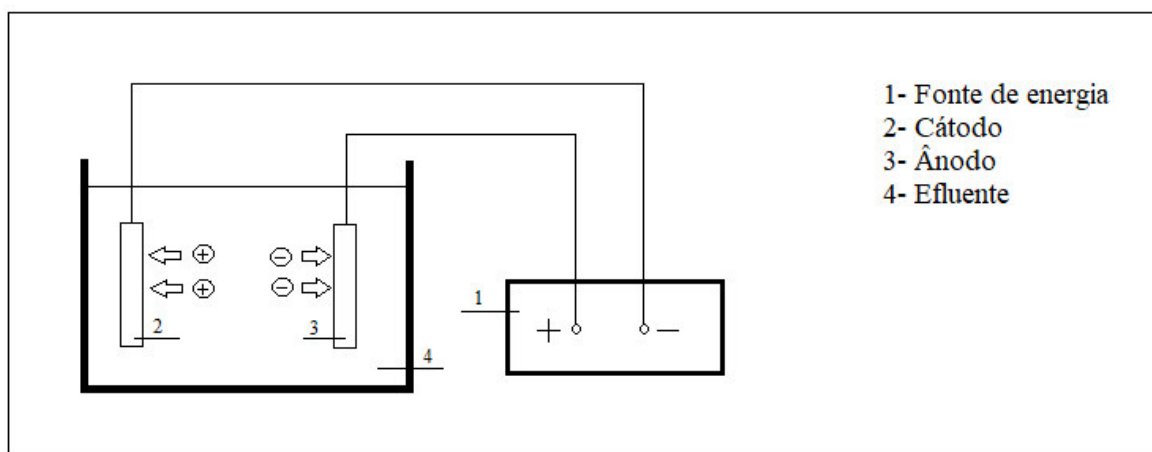 1- Fonte de energia
2- Cátodo
3- Ânodo
4- Efluente
+
+
−
−
2
3
4
1
+
−